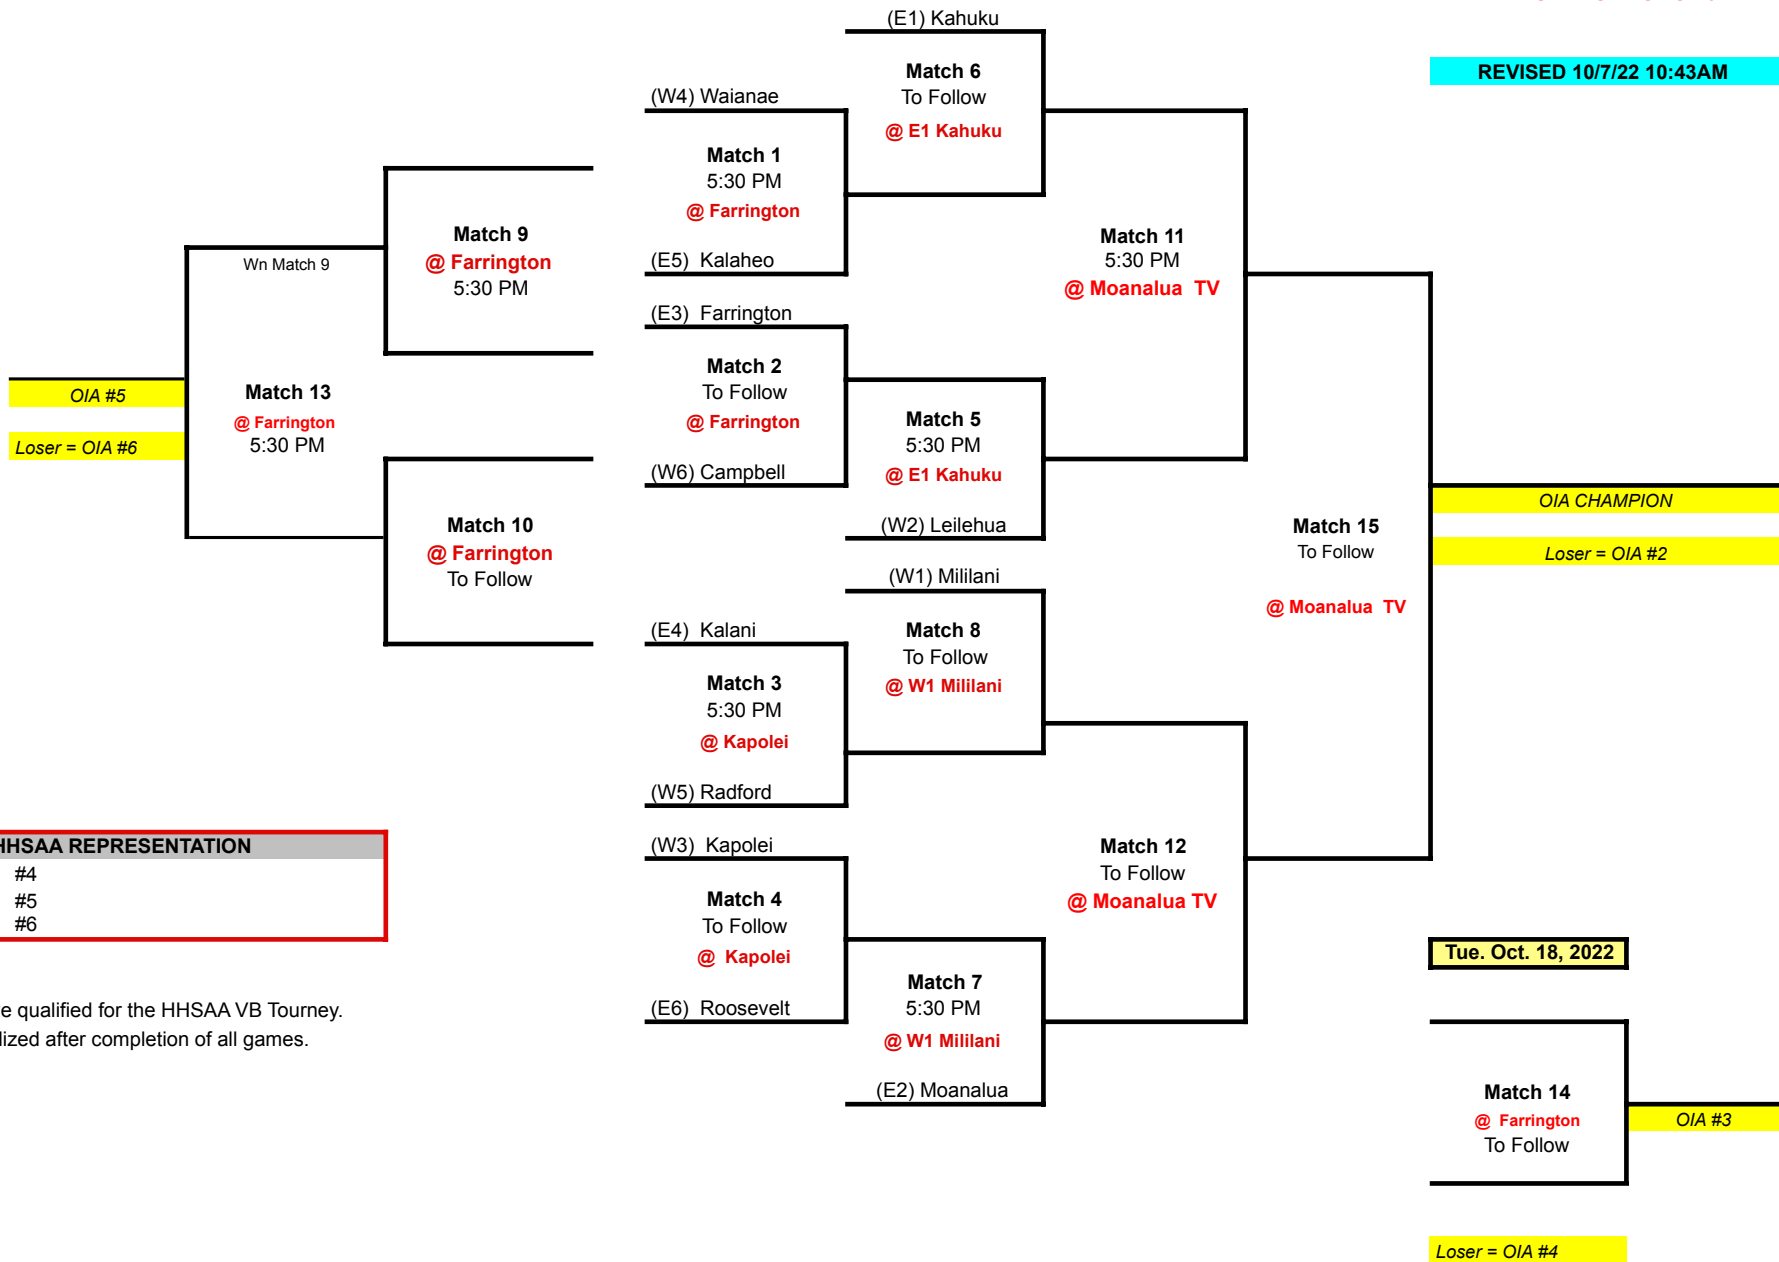 (E1) Kahuku
REVISED 10/7/22 10:43AM
Match 6
To Follow
@ E1 Kahuku
(W4) Waianae
Match 1
5:30 PM
@ Farrington
(E5) Kalaheo
Match 9
@ Farrington
5:30 PM
Wn Match 9
Match 11
5:30 PM
@ Moanalua TV
(E3) Farrington
Match 2
To Follow
@ Farrington
(W6) Campbell
OIA #5
Match 13
@ Farrington
5:30 PM
Loser = OIA #6
Match 5
5:30 PM
@ E1 Kahuku
(W2) Leilehua
Match 10
@ Farrington
To Follow
OIA CHAMPION
Match 15
To Follow
@ Moanalua TV
Loser = OIA #2
(W1) Mililani
Match 8
To Follow
@ W1 Mililani
(E4) Kalani
Match 3
5:30 PM
@ Kapolei
(W5) Radford
HHSAA REPRESENTATION
#4
#5
#6
(W3) Kapolei
Match 4
To Follow
@ Kapolei
(E6) Roosevelt
Match 12
To Follow
@ Moanalua TV
Match 7
5:30 PM
@ W1 Mililani
(E2) Moanalua
Tue. Oct. 18, 2022
qualified for the HHSAA VB Tourney.
after completion of all games.
Match 14
@ Farrington
To Follow
OIA #3
Loser = OIA #4